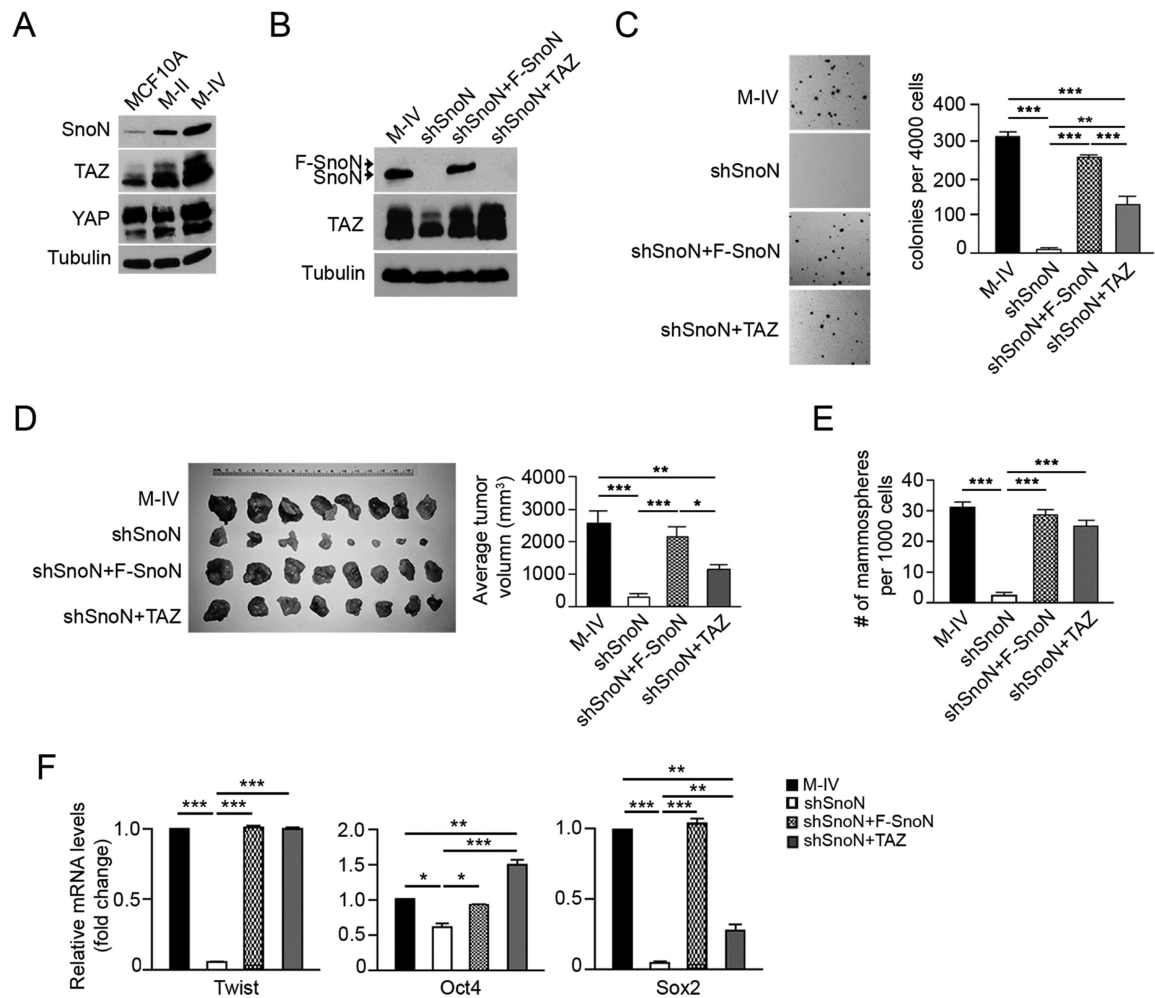 A
MCF10A
M-II
M-IV
SnoN
TAZ
YAP
Tubulin
B
M-IV
shSnoN
shSnoN+F-SnoN
shSnoN+TAZ
F-SnoN
SnoN
TAZ
Tubulin
C
M-IV
shSnoN
shSnoN+F-SnoN
shSnoN+TAZ
colonies per 4000 cells
400
300
200
100
0
***
*** **
*** ***
M-IV
shSnoN
shSnoN+F-SnoN
shSnoN+TAZ
D
M-IV
shSnoN
shSnoN+F-SnoN
shSnoN+TAZ
Average tumor
volumn (mm³)
4000
3000
2000
1000
0
**
***
*** *
M-IV
shSnoN
shSnoN+F-SnoN
shSnoN+TAZ
E
# of mammospheres
per 1000 cells
40
30
20
10
0
***
*** ***
M-IV
shSnoN
shSnoN+F-SnoN
shSnoN+TAZ
F
Relative mRNA levels
(fold change)
1.0
0.5
0
***
*** ***
Twist
2.0
1.5
1.0
0.5
0
**
***
* *
Oct4
1.0
0.5
0
**
**
*** ***
Sox2
M-IV
shSnoN
shSnoN+F-SnoN
shSnoN+TAZ